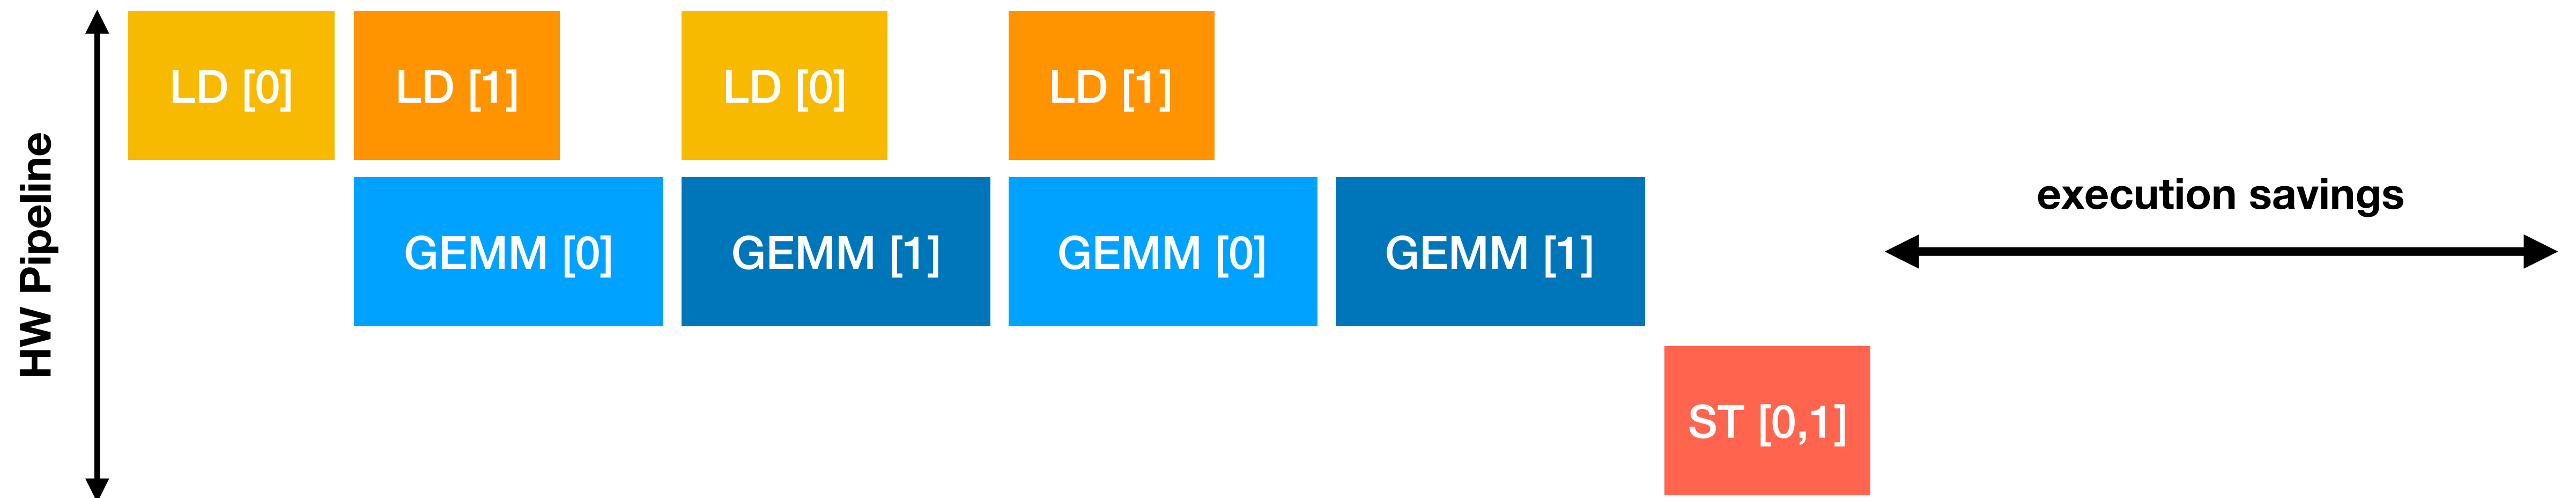 HW Pipeline
LD [0]
LD [1]
LD [0]
LD [1]
GEMM [0]
GEMM [1]
GEMM [0]
GEMM [1]
execution savings
ST [0,1]